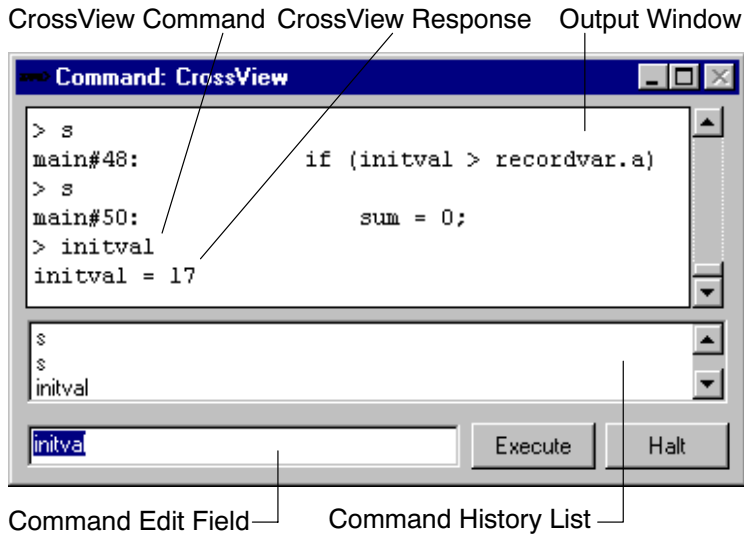 CrossView Command CrossView Response Output Window
Command: CrossView
> s
main#48: if (initval > recordvar.a)
> s
main#50: sum = 0;
> initval
initval = 17
s
s
initval
initval Execute Halt
Command Edit Field Command History List